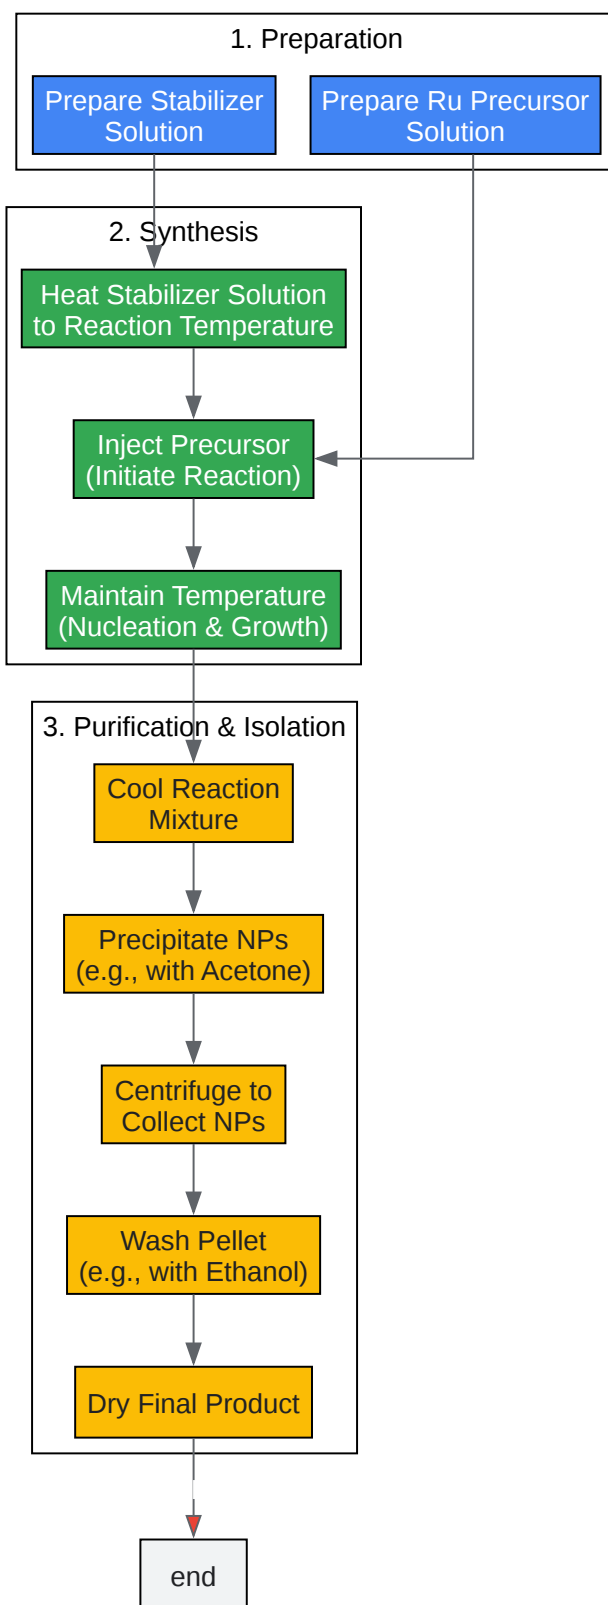 1. Preparation
Prepare Stabilizer
Solution
Prepare Ru Precursor
Solution
2. Synthesis
Heat Stabilizer Solution
to Reaction Temperature
Inject Precursor
(Initiate Reaction)
Maintain Temperature
(Nucleation & Growth)
3. Purification & Isolation
Cool Reaction
Mixture
Precipitate NPs
(e.g., with Acetone)
Centrifuge to
Collect NPs
Wash Pellet
(e.g., with Ethanol)
Dry Final Product
end